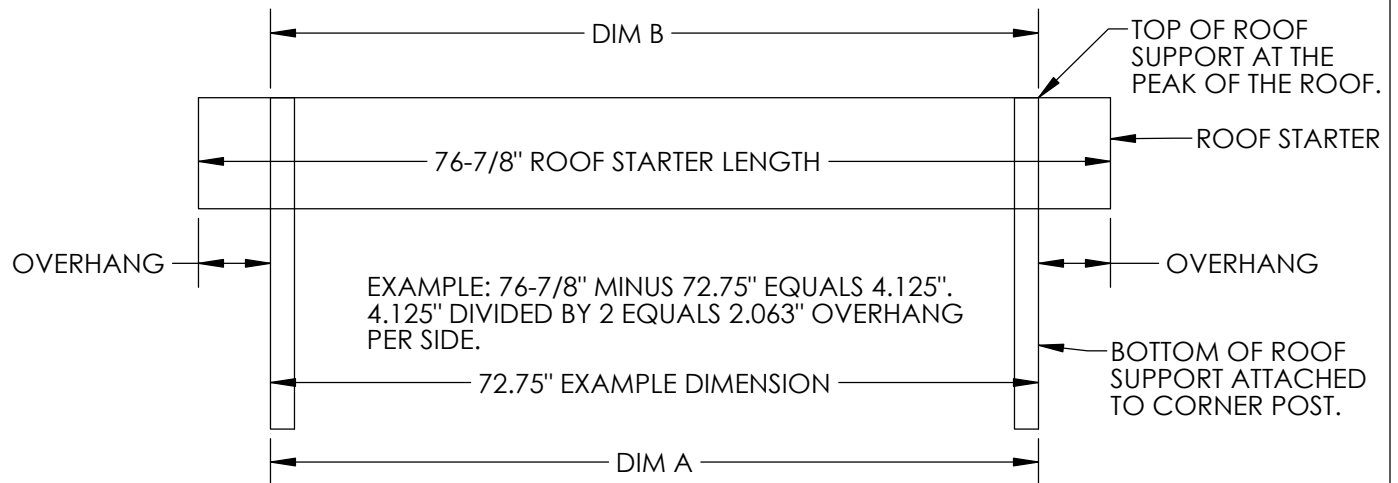 DIM B
TOP OF ROOF
SUPPORT AT THE
PEAK OF THE ROOF.
ROOF STARTER
76-7/8" ROOF STARTER LENGTH
OVERHANG
OVERHANG
EXAMPLE: 76-7/8" MINUS 72.75" EQUALS 4.125".
4.125" DIVIDED BY 2 EQUALS 2.063" OVERHANG
PER SIDE.
72.75" EXAMPLE DIMENSION
BOTTOM OF ROOF
SUPPORT ATTACHED
TO CORNER POST.
DIM A